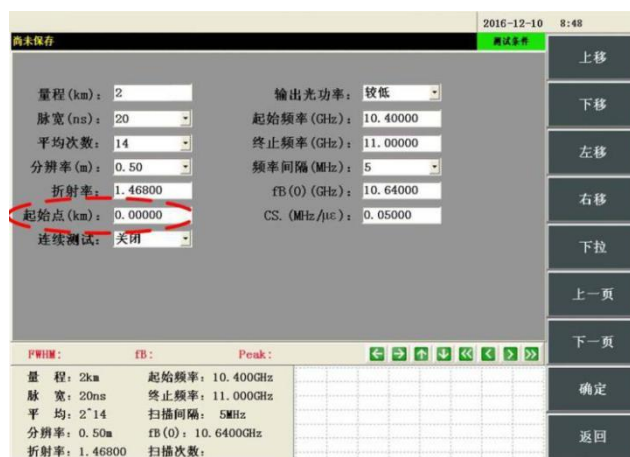 2016-12-10 8:48
尚未保存
测试条件
量程(km): 2
脉宽(ns): 20
平均次数: 14
分辨率(m): 0.50
折射率: 1.46800
起始点(km): 0.00000
连续测试: 关闭
输出光功率: 较低
起始频率(GHz): 10.40000
终止频率(GHz): 11.00000
频率间隔(MHz): 5
fB(0)(GHz): 10.64000
CS.(MHz/με): 0.05000
FWHM: fB: Peak:
量 程: 2km
脉 宽: 20ns
平 均: 2^14
分辨率: 0.50m
折射率: 1.46800
起始频率: 10.400GHz
终止频率: 11.000GHz
扫描间隔: 5MHz
fB(0): 10.6400GHz
扫描次数:
上移
下移
左移
右移
下拉
上一页
下一页
确定
返回